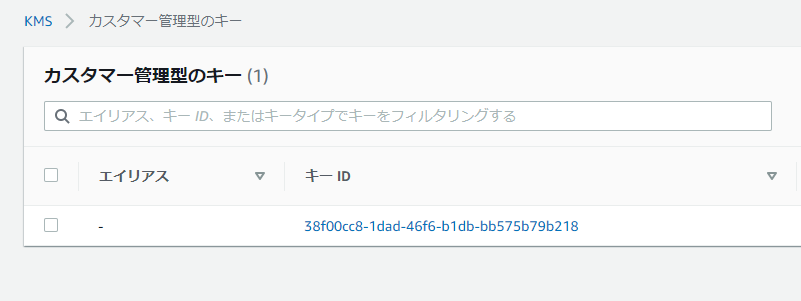 KMS > カスタマー管理型のキー
カスタマー管理型のキー (1)
エイリアス、キー ID、またはキータイプでキーをフィルタリングする
エイリアス キー ID
- 38f00cc8-1dad-46f6-b1db-bb575b79b218